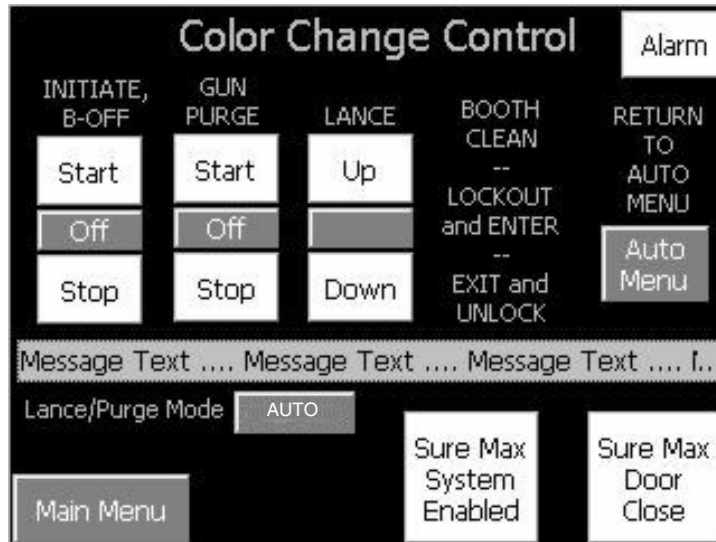 Color Change Control
Alarm
INITIATE,
B-OFF
Start
Off
Stop
GUN
PURGE
Start
Off
Stop
LANCE
Up
Down
BOOTH
CLEAN
--
LOCKOUT
and ENTER
--
EXIT and
UNLOCK
RETURN
TO
AUTO
MENU
Auto
Menu
Message Text .... Message Text .... Message Text ....
Lance/Purge Mode AUTO
Sure Max
System
Enabled
Sure Max
Door
Close
Main Menu